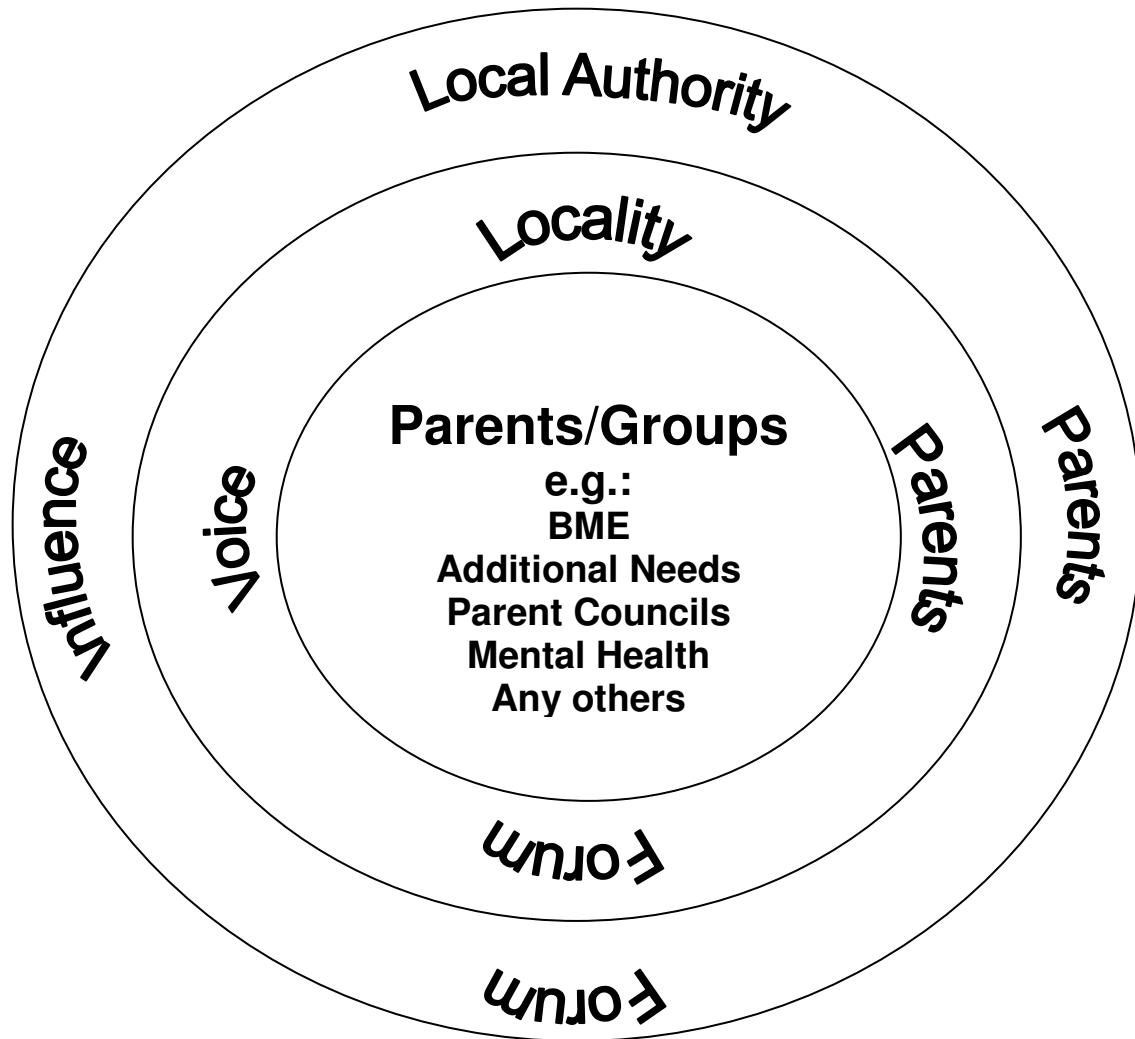 Local Authority
Parents
Forum
Influence
Locality
Parents
Forum
Voice
Parents/Groups
e.g.:
BME
Additional Needs
Parent Councils
Mental Health
Any others